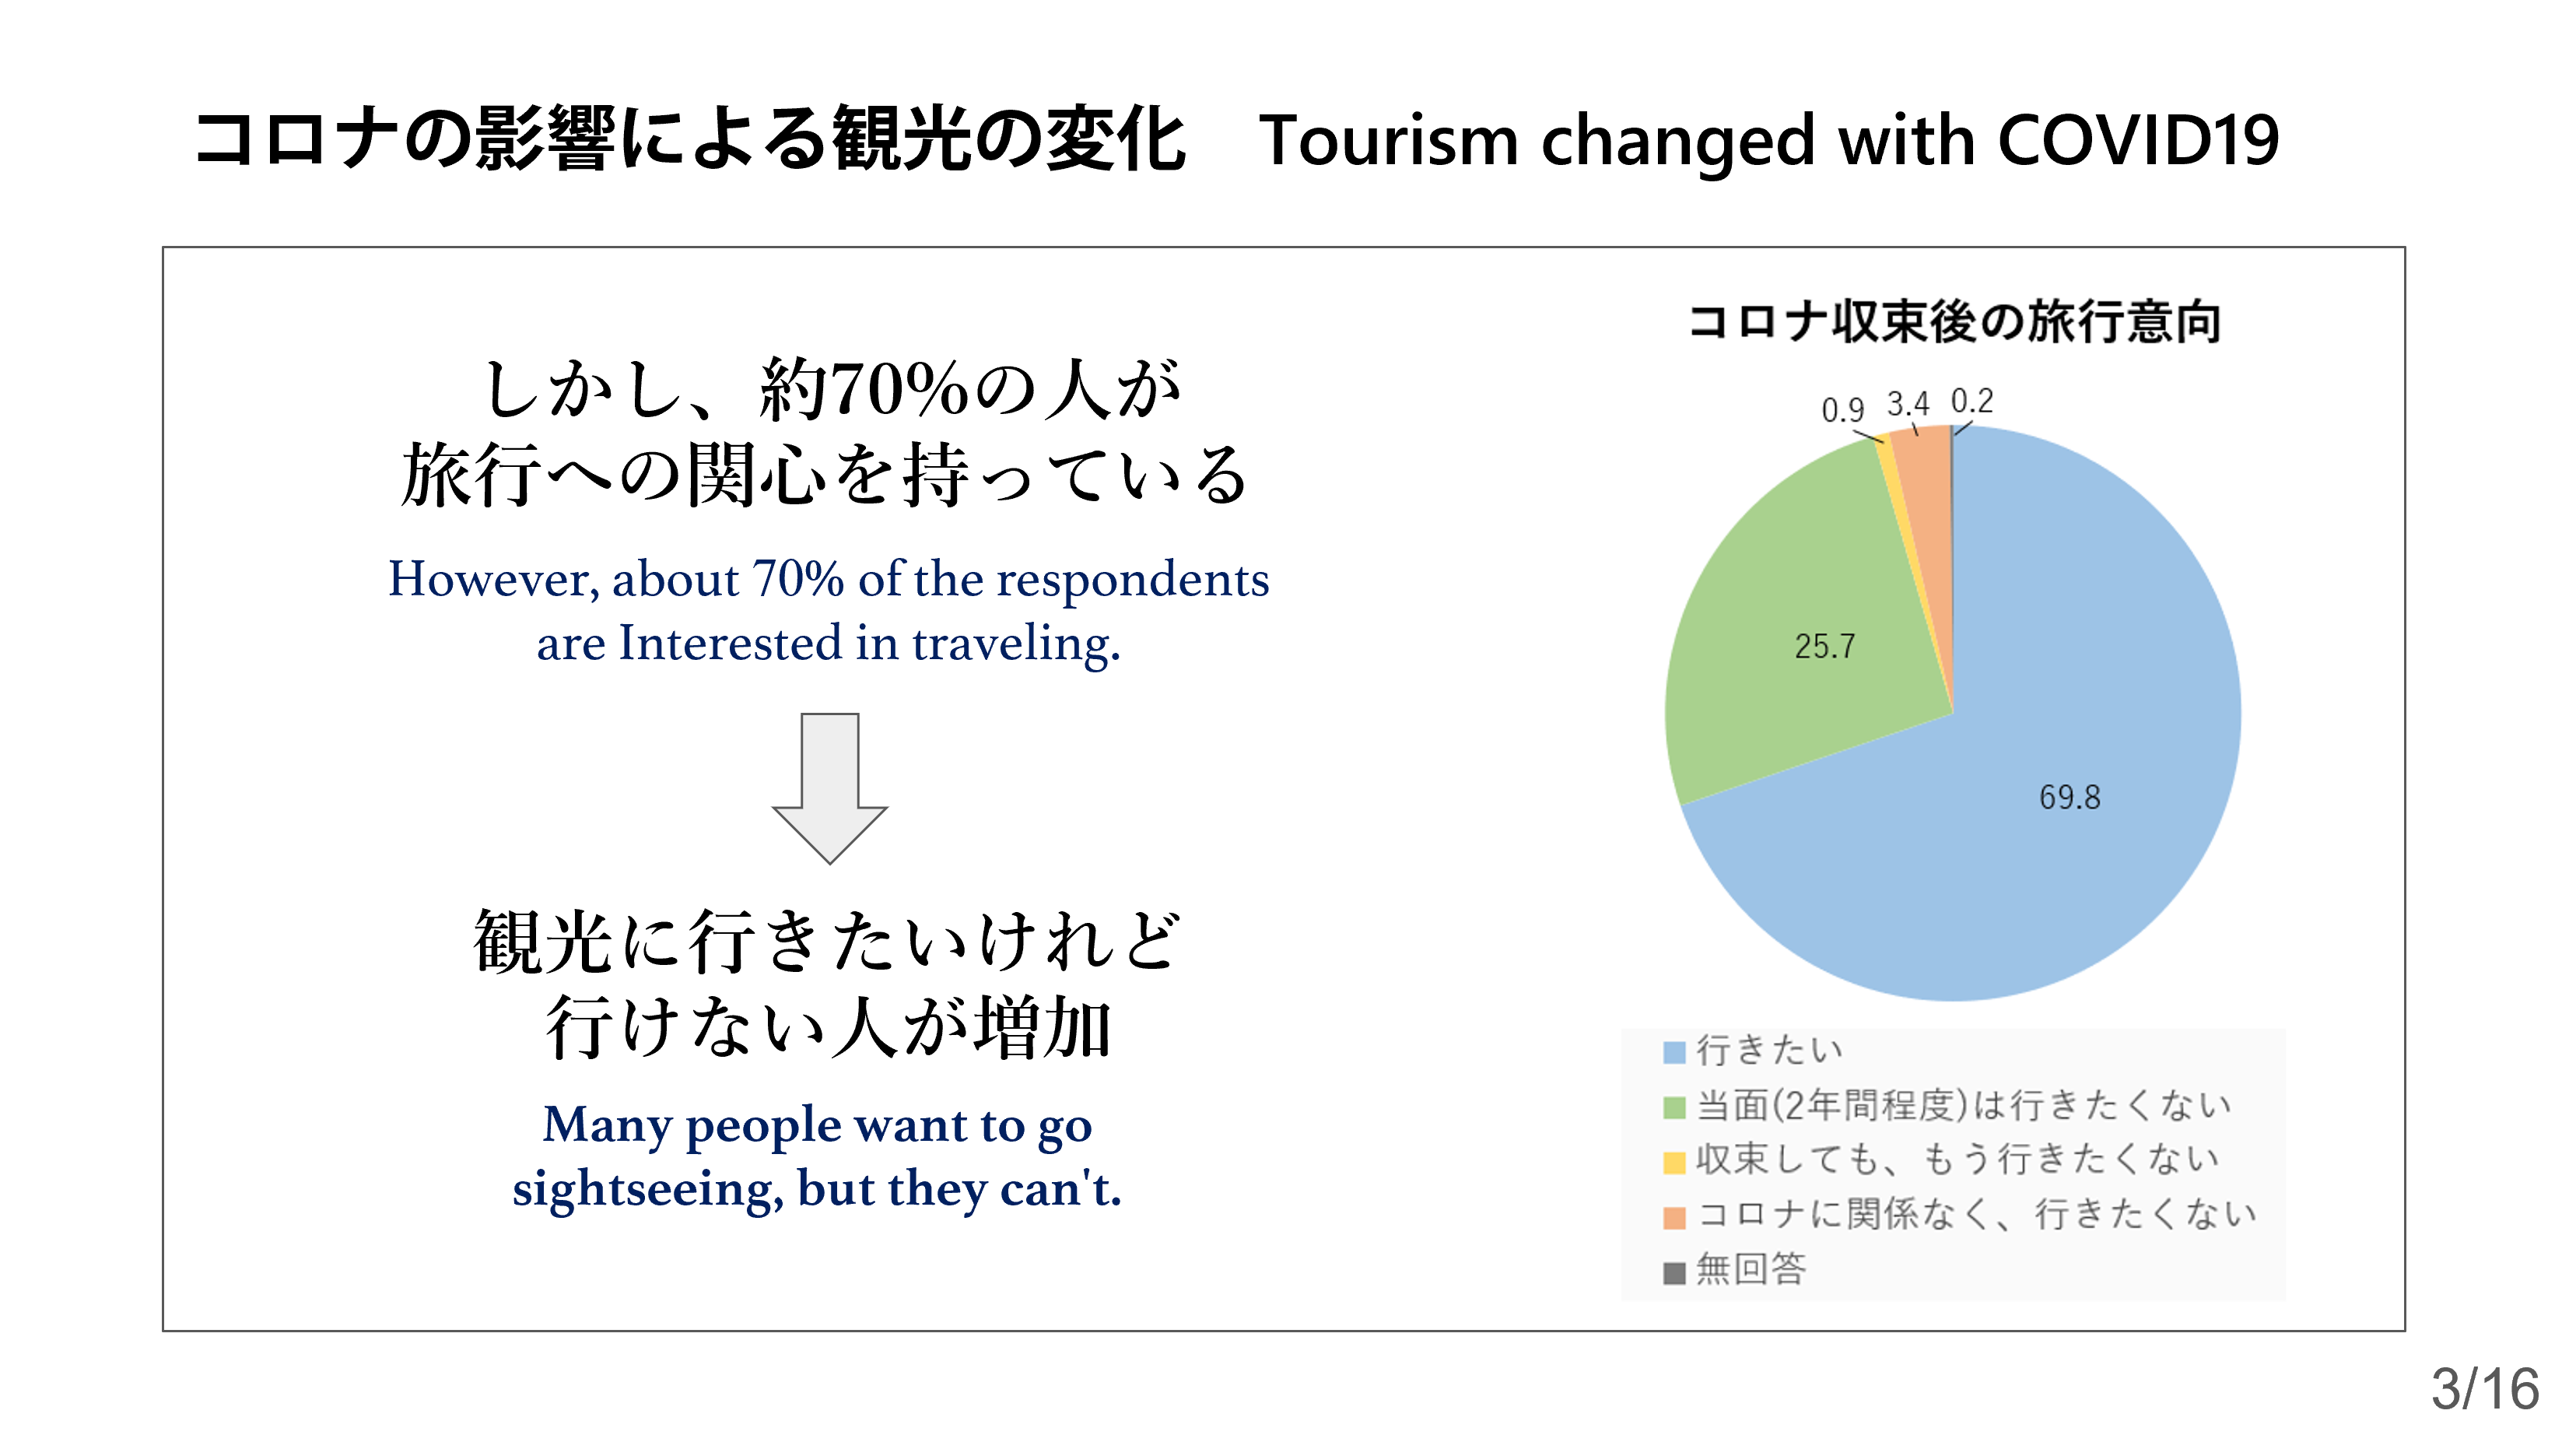 コロナの影響による観光の変化　Tourism changed with COVID19
しかし、約70%の人が
旅行への関心を持っている
However, about 70% of the respondents
are Interested in traveling.
観光に行きたいけれど
行けない人が増加
Many people want to go
sightseeing, but they can't.
コロナ収束後の旅行意向
0.9 3.4 0.2
25.7
69.8
行きたい
当面(2年間程度)は行きたくない
収束しても、もう行きたくない
コロナに関係なく、行きたくない
無回答
3/16